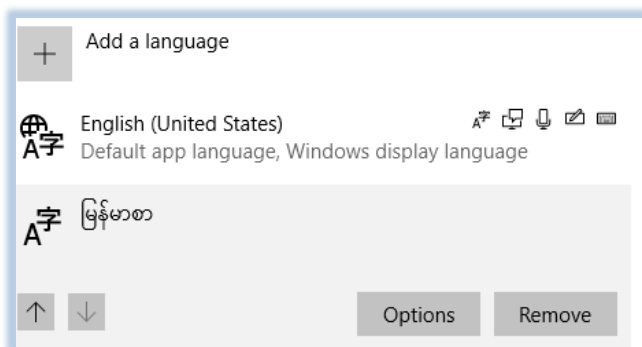 Add a language
English (United States)
Default app language, Windows display language
မြန်မာစာ
Options
Remove